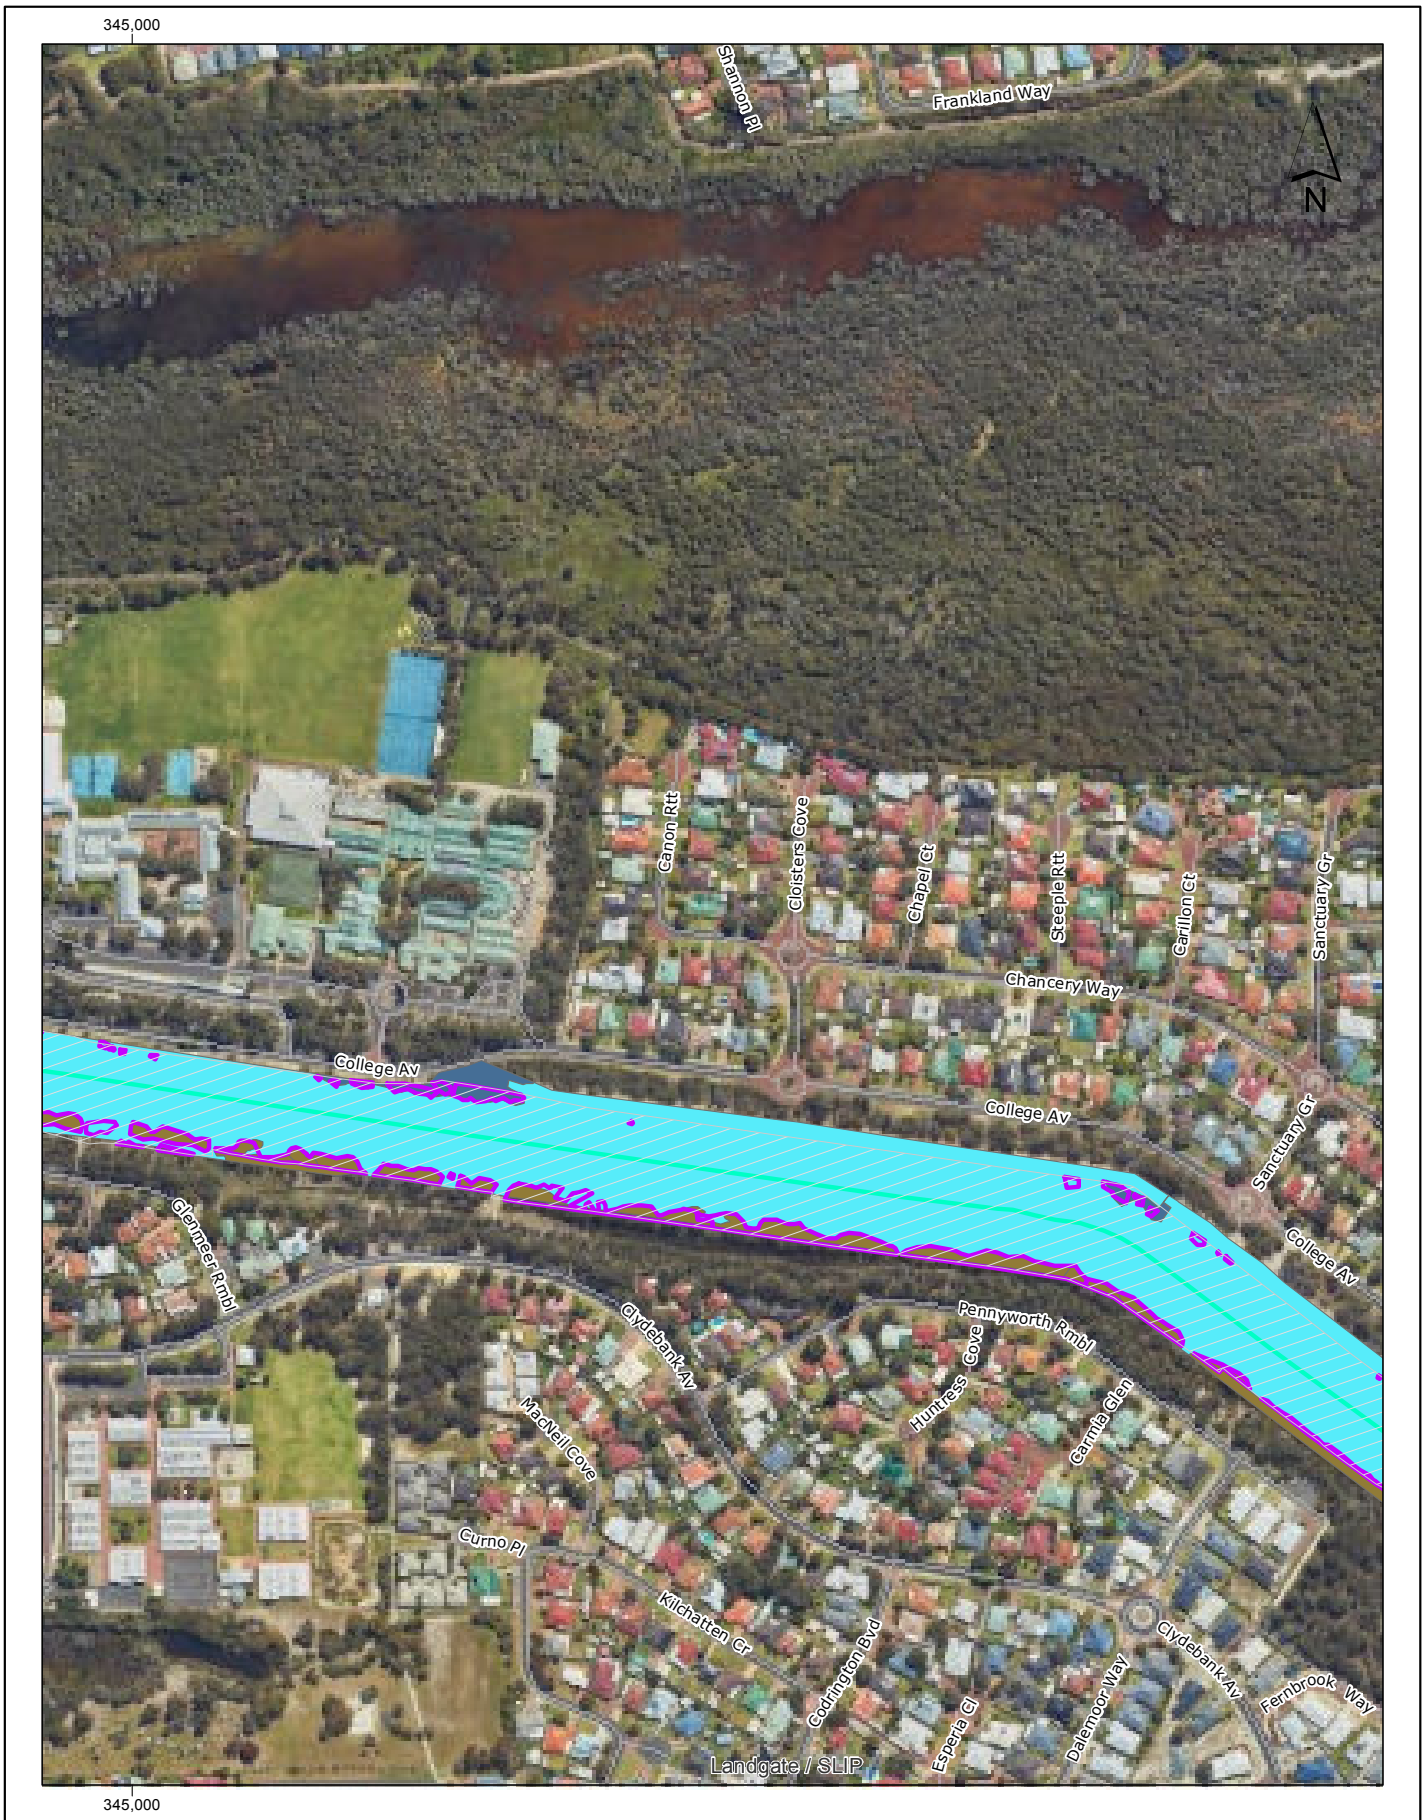 345,000
Shannon Pl
Frankland Way
N
Canon Rtt
Cloisters Cove
Chapel Ct
Steeple Rtt
Carillon Ct
Sanctuary Gr
Chancery Way
College Av
College Av
Sanctuary Gr
College Av
Glenmeer Rmbl
Clydebank Av
Pennyworth Rmbl
Huntress Cove
Carmia Glen
MacNeil Cove
Curno Pl
Kilchatten Cr
Codrington Bvd
Esperia Cl
Dalemoor Way
Clydebank Av
Fernbrook Way
Landgate / SLIP
345,000